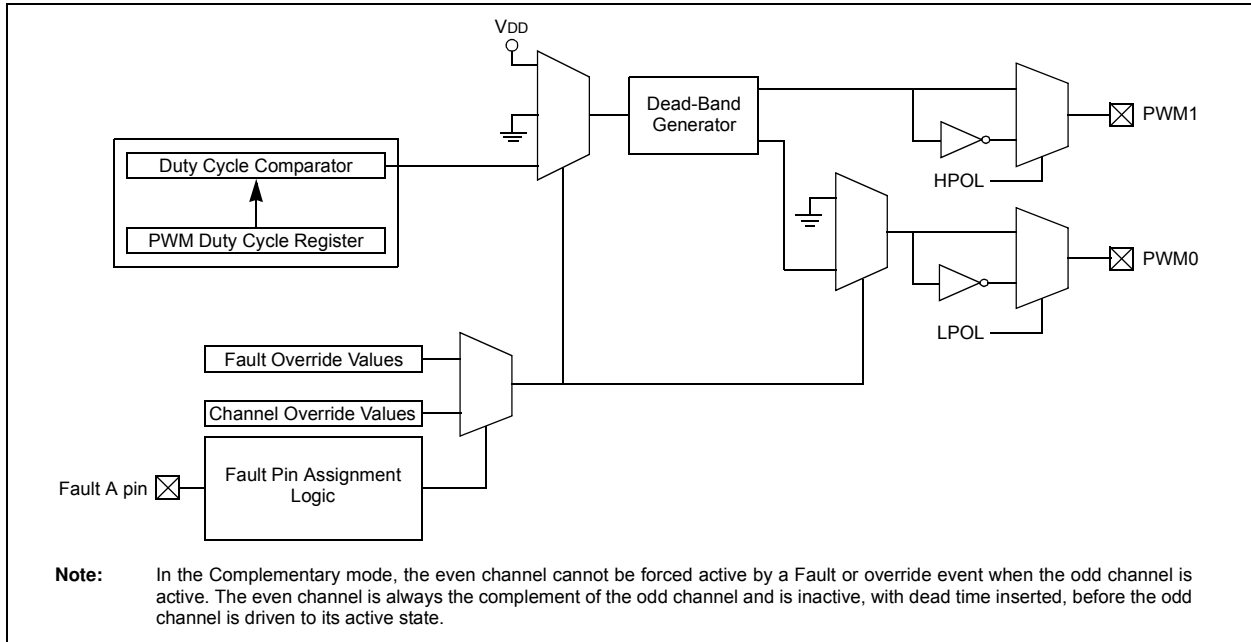 VDD
Dead-Band
Generator
PWM1
HPOL
Duty Cycle Comparator
PWM Duty Cycle Register
PWM0
LPOL
Fault Override Values
Channel Override Values
Fault Pin Assignment
Logic
Fault A pin
Note: In the Complementary mode, the even channel cannot be forced active by a Fault or override event when the odd channel is
active. The even channel is always the complement of the odd channel and is inactive, with dead time inserted, before the odd
channel is driven to its active state.